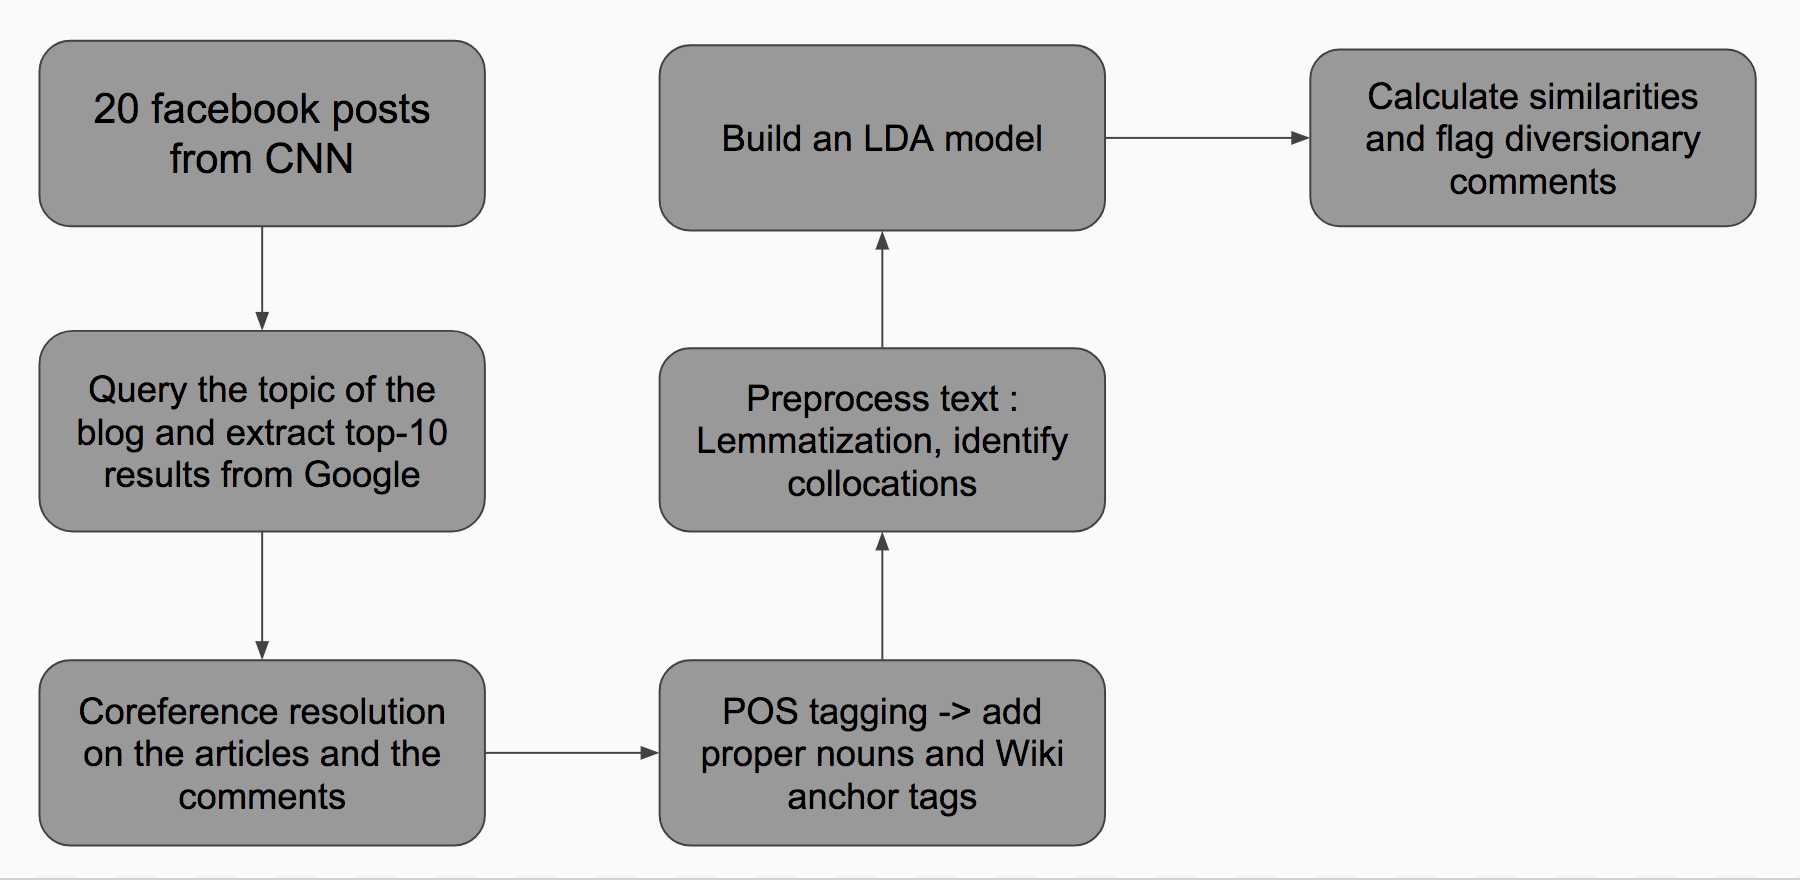 20 facebook posts
from CNN
Query the topic of the
blog and extract top-10
results from Google
Coreference resolution
on the articles and the
comments
POS tagging -> add
proper nouns and Wiki
anchor tags
Preprocess text :
Lemmatization, identify
collocations
Build an LDA model
Calculate similarities
and flag diversionary
comments